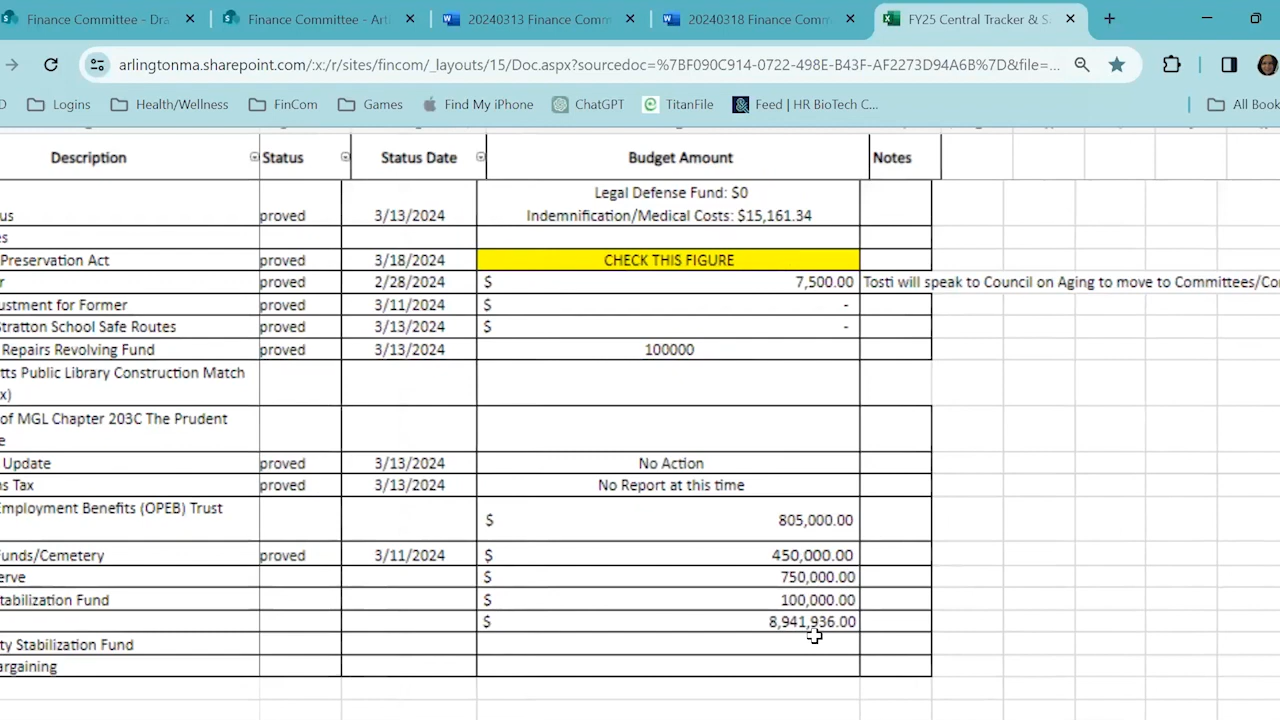 Finance Committee - Dra
Finance Committee - Art
20240313 Finance Comm
20240318 Finance Comm
FY25 Central Tracker & S
arlingtonma.sharepoint.com/:x:/r/sites/fincom/_layouts/15/Doc.aspx?sourcedoc=%7BF090C914-0722-498E-B43F-AF2273D94A6B%7D&file=...
Logins Health/Wellness FinCom Games Find My iPhone ChatGPT TitanFile Feed | HR BioTech C... All Book
Description Status Status Date Budget Amount Notes
Legal Defense Fund: $0
us proved 3/13/2024 Indemnification/Medical Costs: $15,161.34
es
Preservation Act proved 3/18/2024 CHECK THIS FIGURE
r proved 2/28/2024 $ 7,500.00 Tosti will speak to Council on Aging to move to Committees/Co
ustment for Former proved 3/11/2024 $ -
Stratton School Safe Routes proved 3/13/2024 $ -
Repairs Revolving Fund proved 3/13/2024 100000
tts Public Library Construction Match
x)
of MGL Chapter 203C The Prudent
e
Update proved 3/13/2024 No Action
s Tax proved 3/13/2024 No Report at this time
Employment Benefits (OPEB) Trust
$ 805,000.00
unds/Cemetery proved 3/11/2024 $ 450,000.00
erve $ 750,000.00
tabilization Fund $ 100,000.00
$ 8,941,936.00
ty Stabilization Fund
argaining